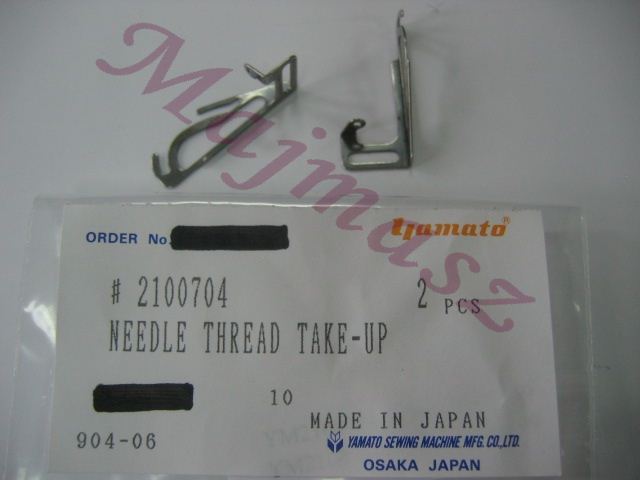 Majmasz
ORDER No. yamato®
# 2100704 2 PCS
NEEDLE THREAD TAKE-UP
10
MADE IN JAPAN
904-06 YAMATO SEWING MACHINE MFG. CO., LTD.
OSAKA JAPAN